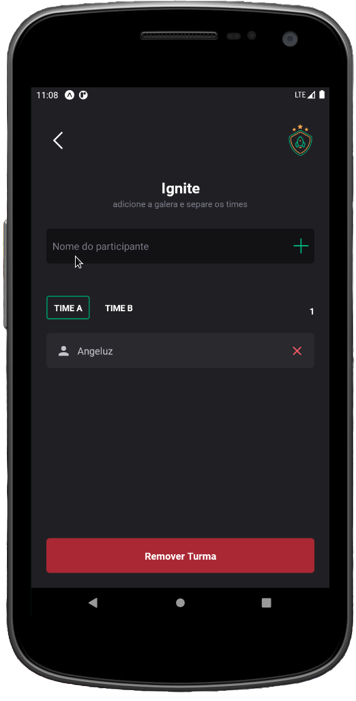 11:08 LTE
Ignite
adicione a galera e separe os times
Nome do participante
TIME A TIME B 1
Angeluz
Remover Turma